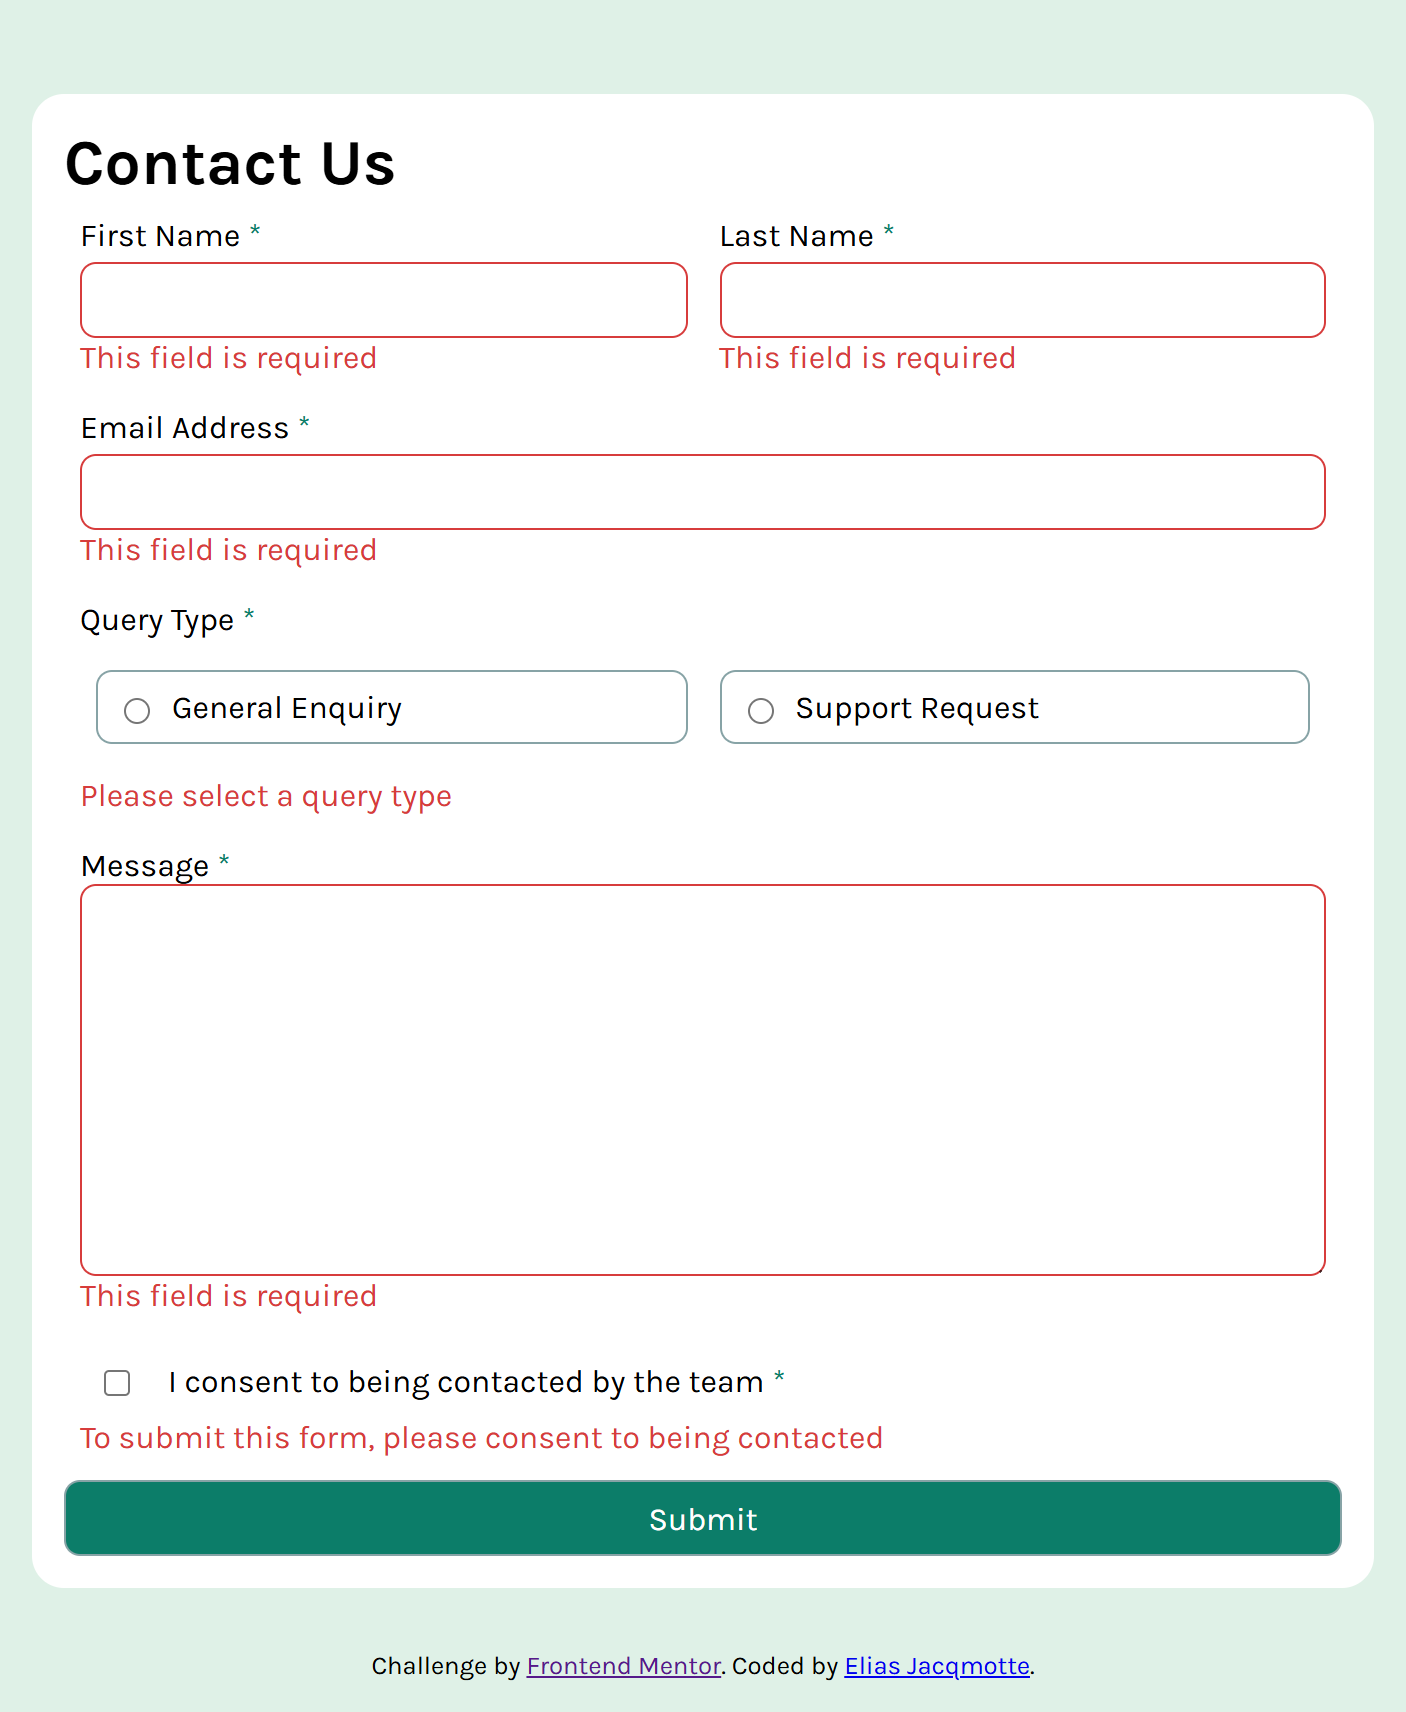 Contact Us
First Name * Last Name *
This field is required This field is required
Email Address *
This field is required
Query Type *
General Enquiry Support Request
Please select a query type
Message *
This field is required
I consent to being contacted by the team *
To submit this form, please consent to being contacted
Submit
Challenge by Frontend Mentor. Coded by Elias Jacqmotte.